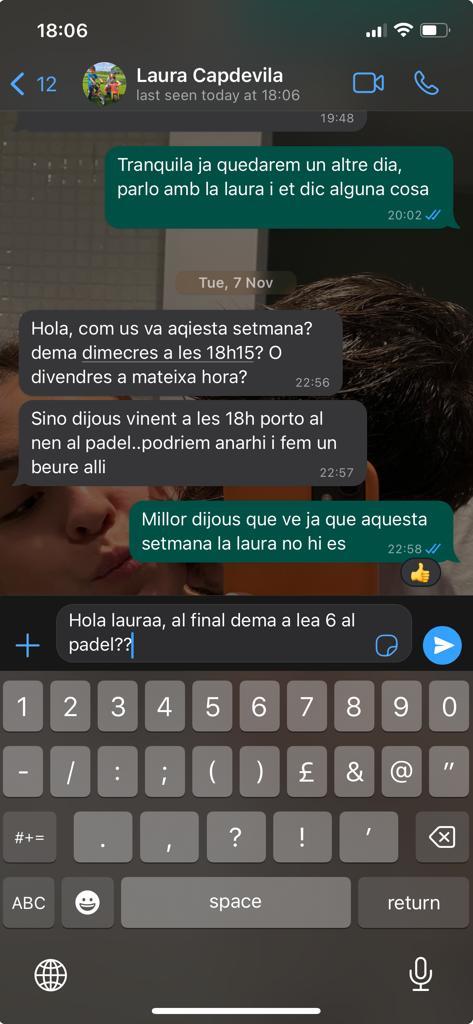 18:06
12
Laura Capdevila
last seen today at 18:06
19:48
Tranquila ja quedarem un altre dia,
parlo amb la laura i et dic alguna cosa
20:02
Tue, 7 Nov
Hola, com us va aqiesta setmana?
dema dimecres a les 18h15? O
divendres a mateixa hora?
22:56
Sino dijous vinent a les 18h porto al
nen al padel..podriem anarhi i fem un
beure alli
22:57
Millor dijous que ve ja que aquesta
setmana la laura no hi es
22:58
Hola lauraa, al final dema a lea 6 al
padel??
1 2 3 4 5 6 7 8 9 0
- / : ; ( ) £ & @ "
#+= . , ? ! '
ABC space return